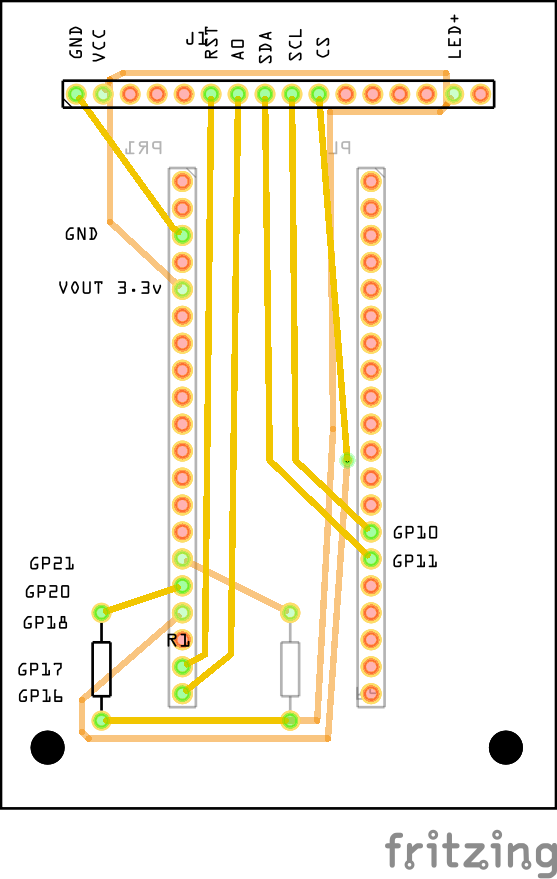 GND VCC J1 RST A0 SDA SCL CS LED+
PR1 PL
GND
VOUT 3.3v
GP10
GP11
GP21
GP20
GP18
R1
GP17
GP16
fritzing